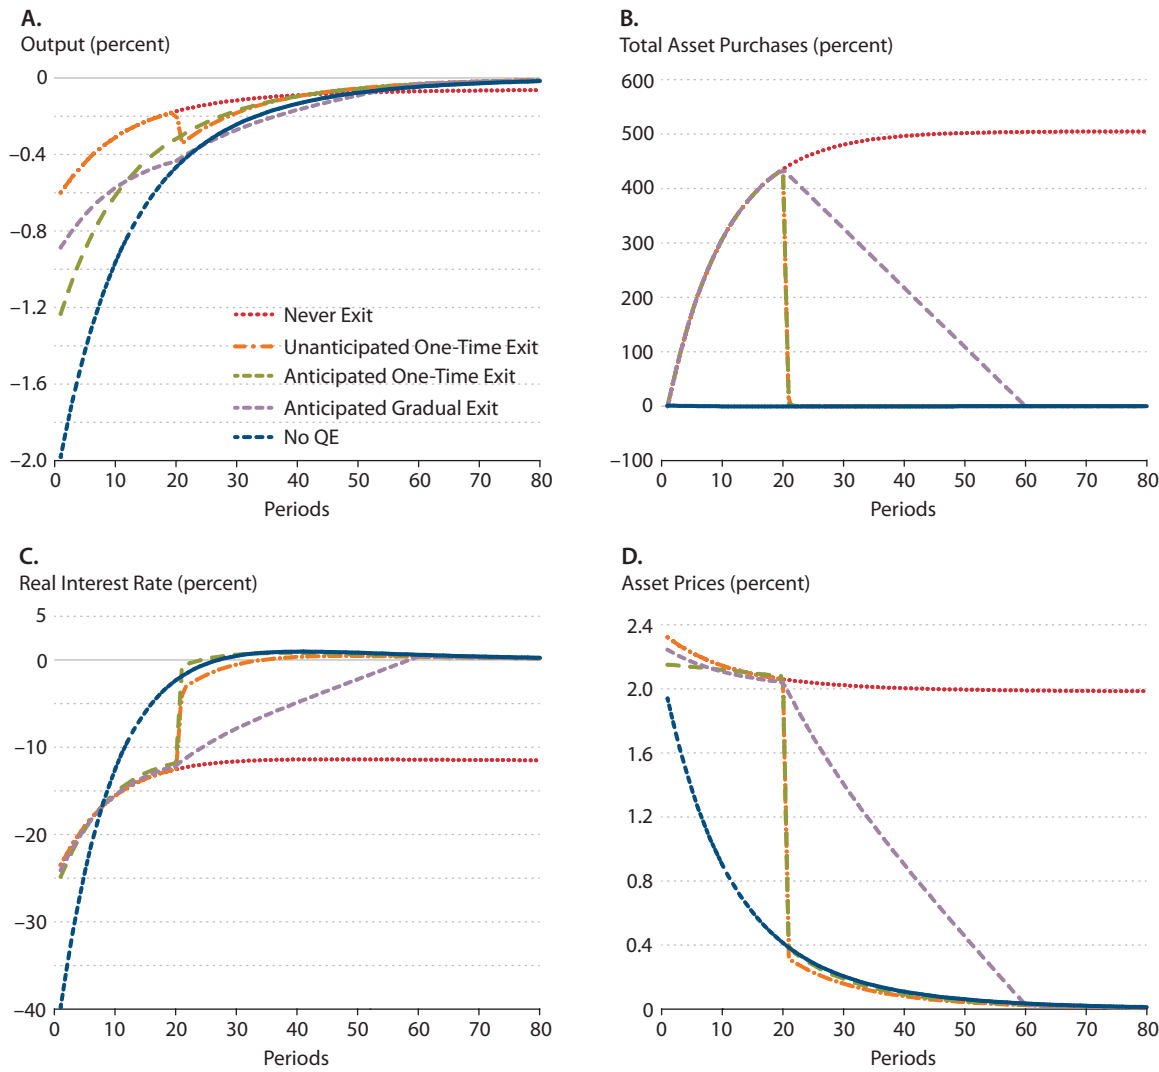 A.
Output (percent)
0
−0.4
−0.8
−1.2
−1.6
−2.0
0 10 20 30 40 50 60 70 80
Periods
Never Exit
Unanticipated One-Time Exit
Anticipated One-Time Exit
Anticipated Gradual Exit
No QE
B.
Total Asset Purchases (percent)
600
500
400
300
200
100
0
−100
0 10 20 30 40 50 60 70 80
Periods
C.
Real Interest Rate (percent)
5
0
−10
−20
−30
−40
0 10 20 30 40 50 60 70 80
Periods
D.
Asset Prices (percent)
2.4
2.0
1.6
1.2
0.8
0.4
0
0 10 20 30 40 50 60 70 80
Periods